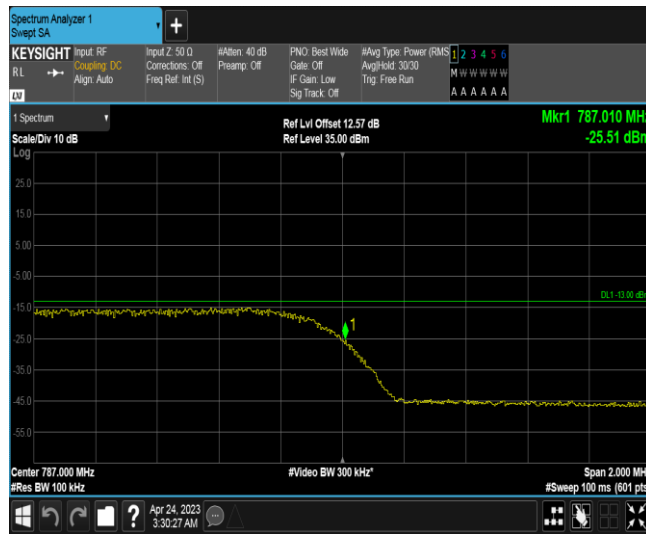 Spectrum Analyzer 1
Swept SA
+
KEYSIGHT
RL
LXI
Input: RF
Coupling: DC
Align: Auto
Input Z: 50 Ω
Corrections: Off
Freq Ref: Int (S)
#Atten: 40 dB
Preamp: Off
PNO: Best Wide
Gate: Off
IF Gain: Low
Sig Track: Off
#Avg Type: Power (RMS
Avg|Hold: 30/30
Trig: Free Run
1 2 3 4 5 6
M W W W W W
A A A A A A
1 Spectrum
Scale/Div 10 dB
Log
Ref Lvl Offset 12.57 dB
Ref Level 35.00 dBm
Mkr1 787.010 MHz
-25.51 dBm
25.0
15.0
5.00
-5.00
-15.0
-25.0
-35.0
-45.0
-55.0
DL1 -13.00 dBm
1
Center 787.000 MHz
#Res BW 100 kHz
#Video BW 300 kHz*
Span 2.000 MHz
#Sweep 100 ms (601 pts
?
Apr 24, 2023
3:30:27 AM